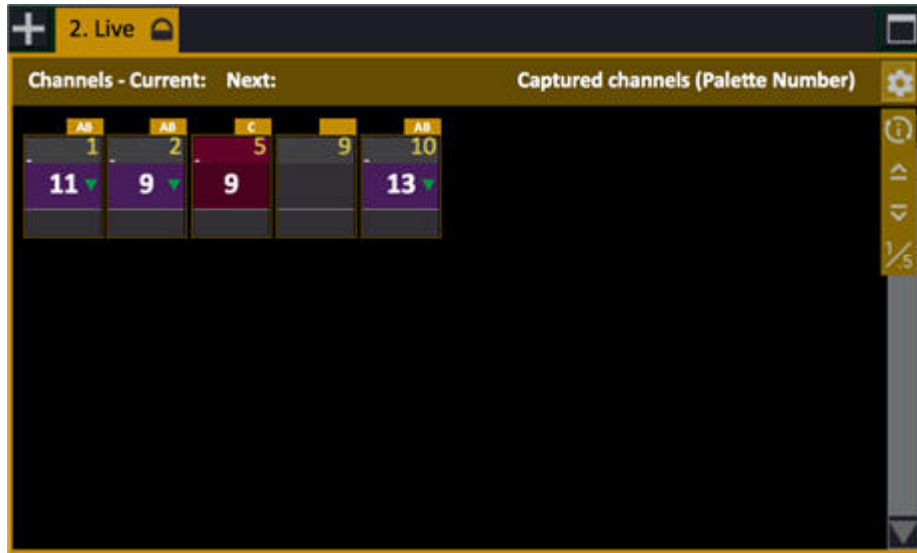 2. Live
Channels - Current: Next: Captured channels (Palette Number)
AB AB C AB
1 2 5 9 10
11 9 9 13
1/5